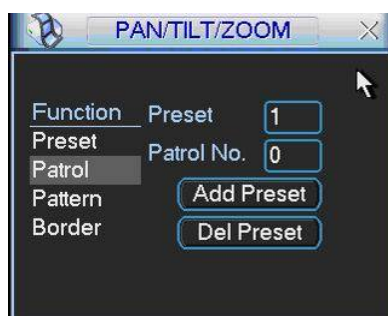 PAN/TILT/ZOOM
Function
Preset
Patrol
Pattern
Border
Preset 1
Patrol No. 0
Add Preset
Del Preset